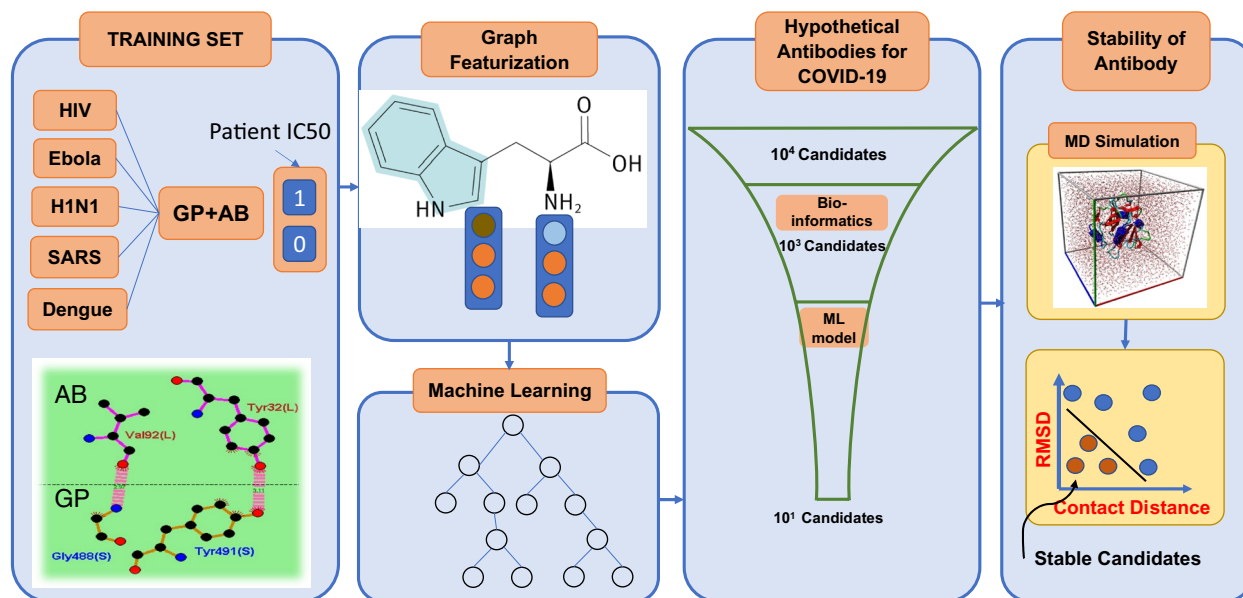 TRAINING SET
HIV
Ebola
H1N1
SARS
Dengue
GP+AB
Patient IC50
1
0
AB
Val92(L)
Tyr32(L)
GP
Gly488(S)
Tyr491(S)
Graph
Featurization
O
OH
NH₂
HN
Machine Learning
Hypothetical
Antibodies for
COVID-19
10⁴ Candidates
Bio-
informatics
10³ Candidates
ML
model
10¹ Candidates
Stability of
Antibody
MD Simulation
RMSD
Contact Distance
Stable Candidates